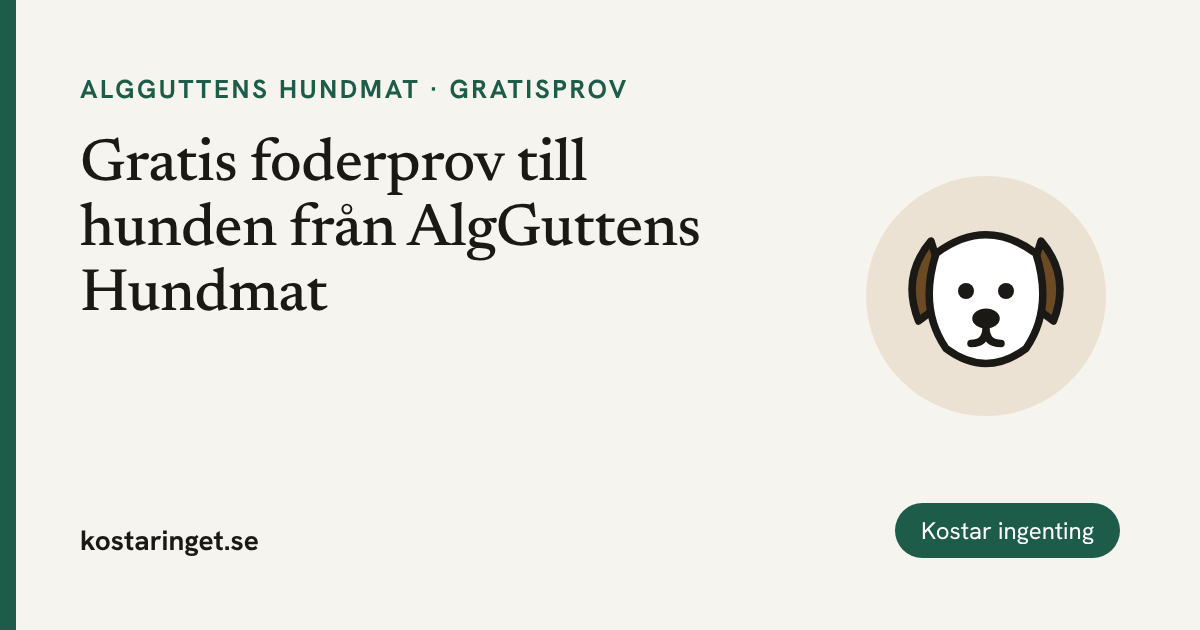 ALGGUTTENS HUNDMAT · GRATISPROV
Gratis foderprov till
hunden från AlgGuttens
Hundmat
kostaringet.se
Kostar ingenting